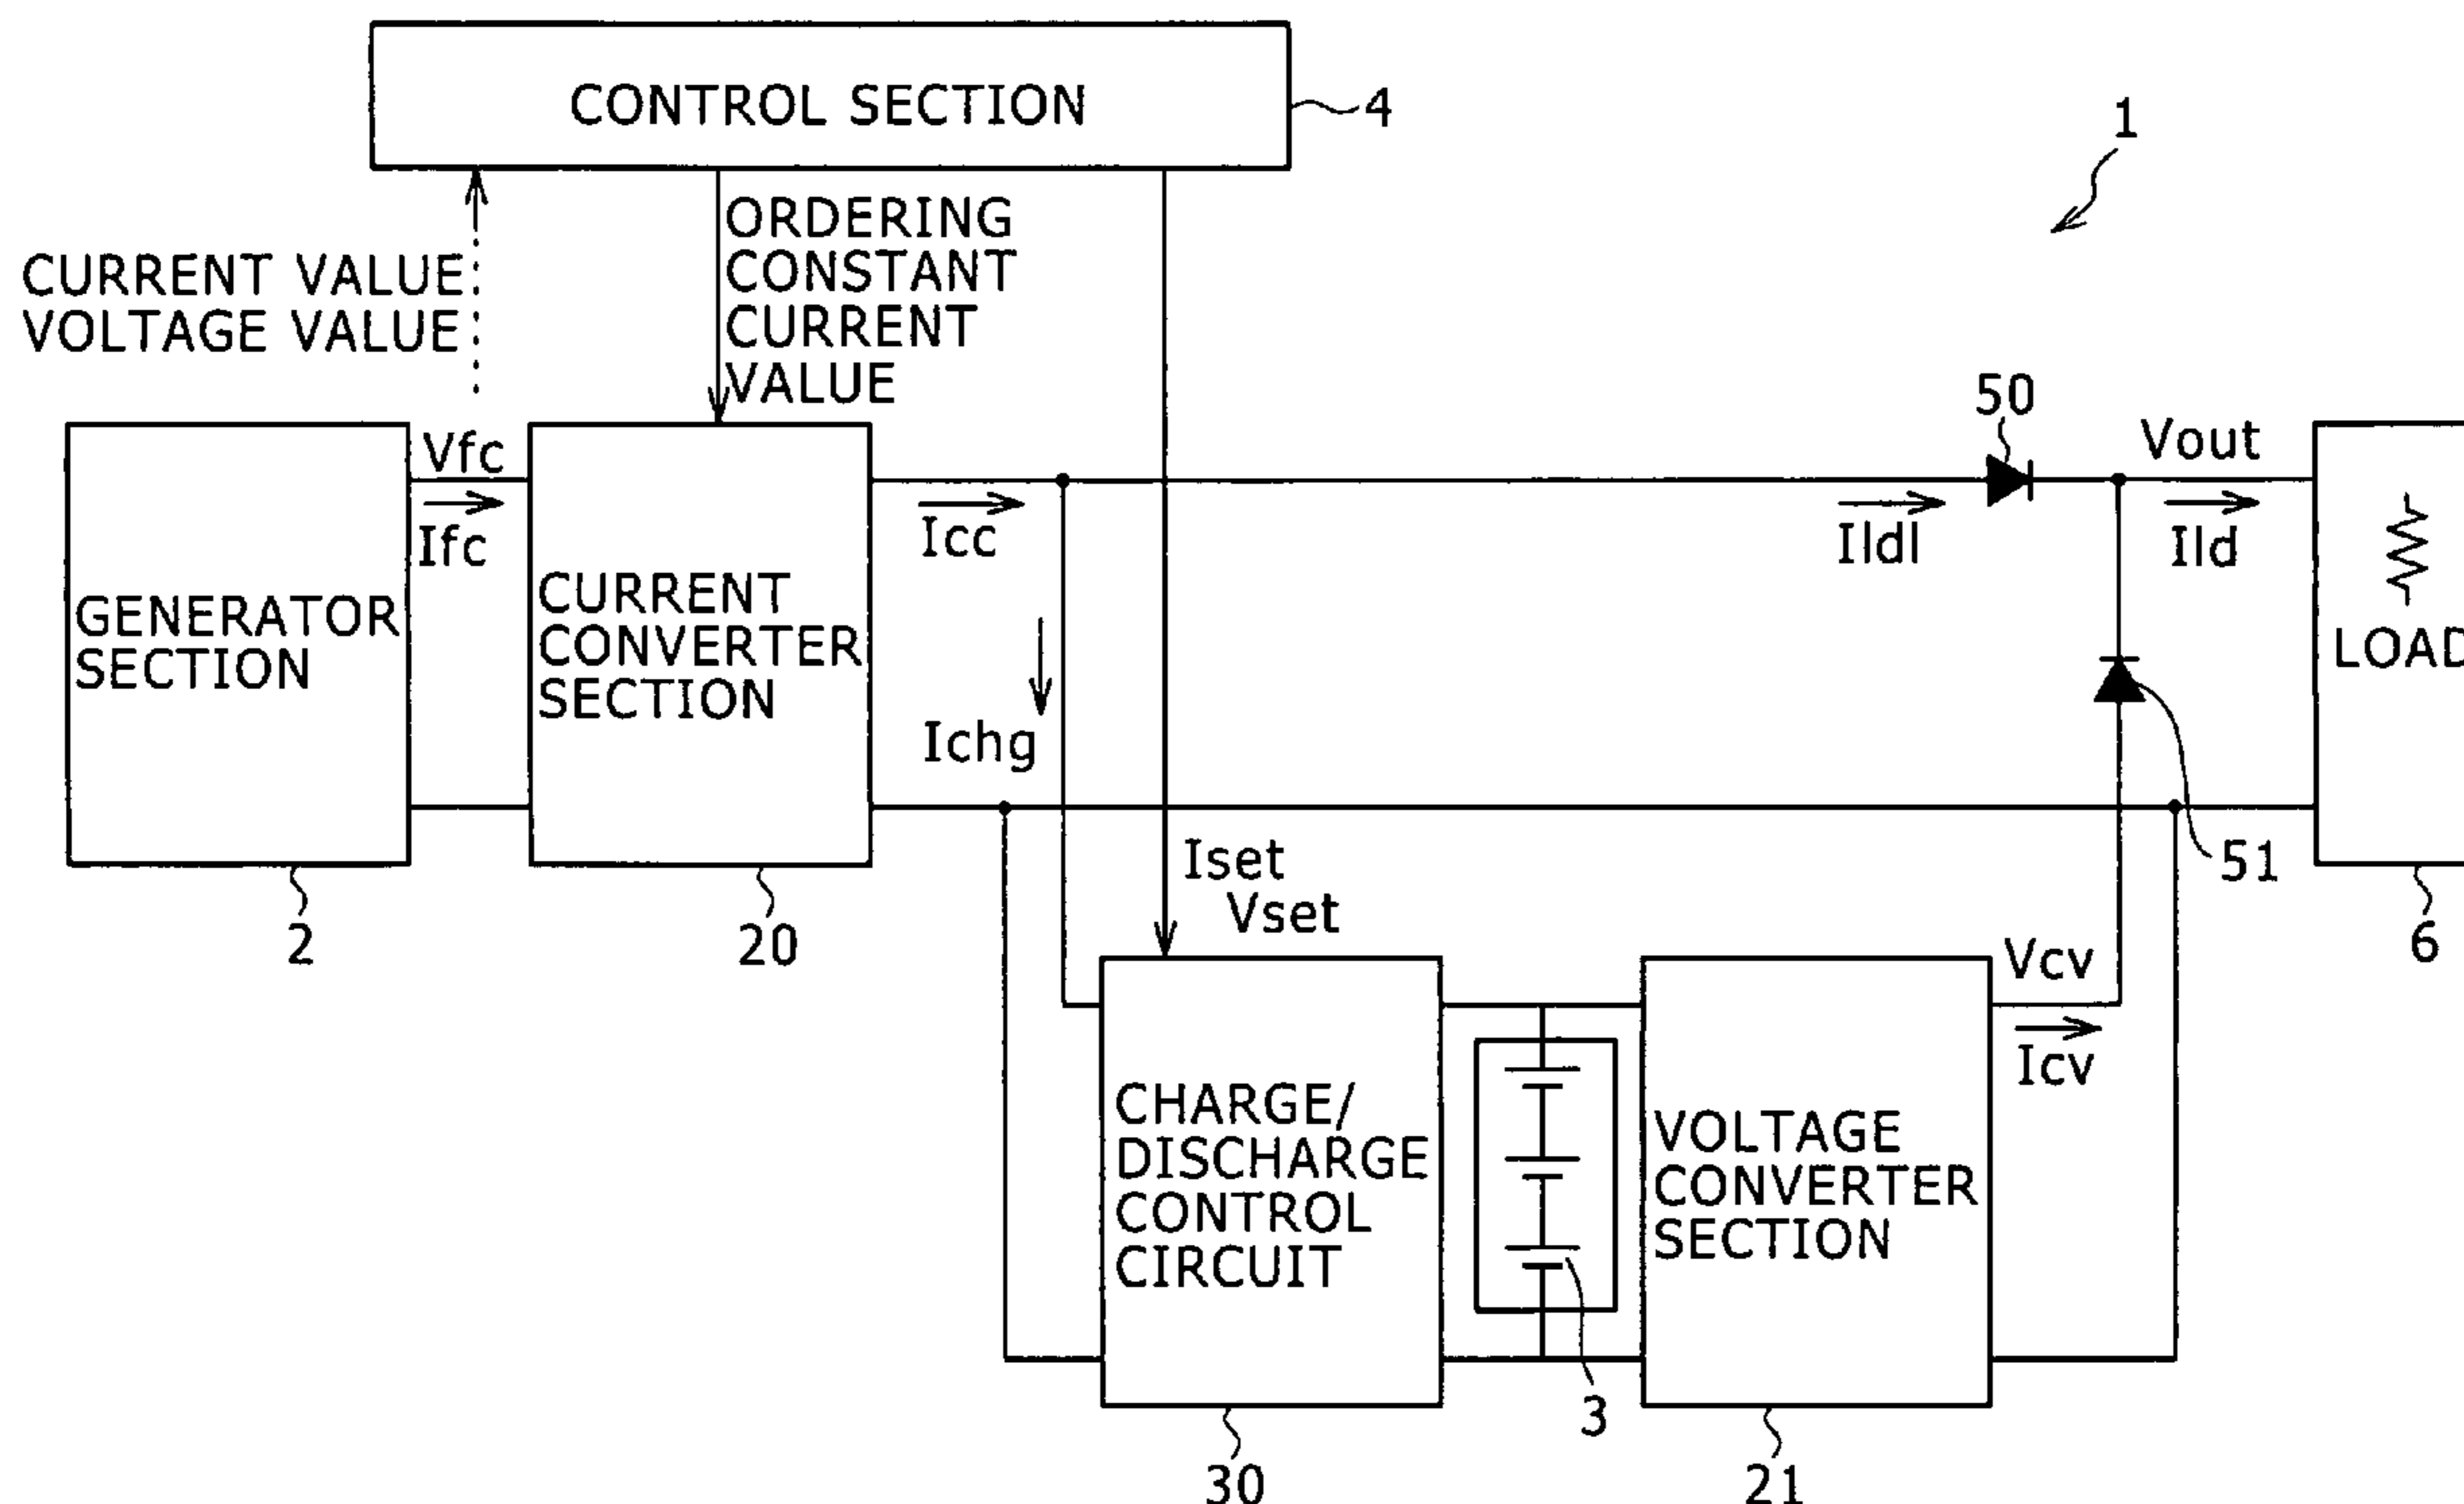 CONTROL SECTION
4
1
CURRENT VALUE
VOLTAGE VALUE
ORDERING
CONSTANT
CURRENT
VALUE
50
Vfc
Ifc
Icc
Ildl
Vout
Ild
GENERATOR
SECTION
CURRENT
CONVERTER
SECTION
LOAD
Ichg
2
20
Iset
Vset
51
6
Vcv
Icv
CHARGE/
DISCHARGE
CONTROL
CIRCUIT
VOLTAGE
CONVERTER
SECTION
3
30
21